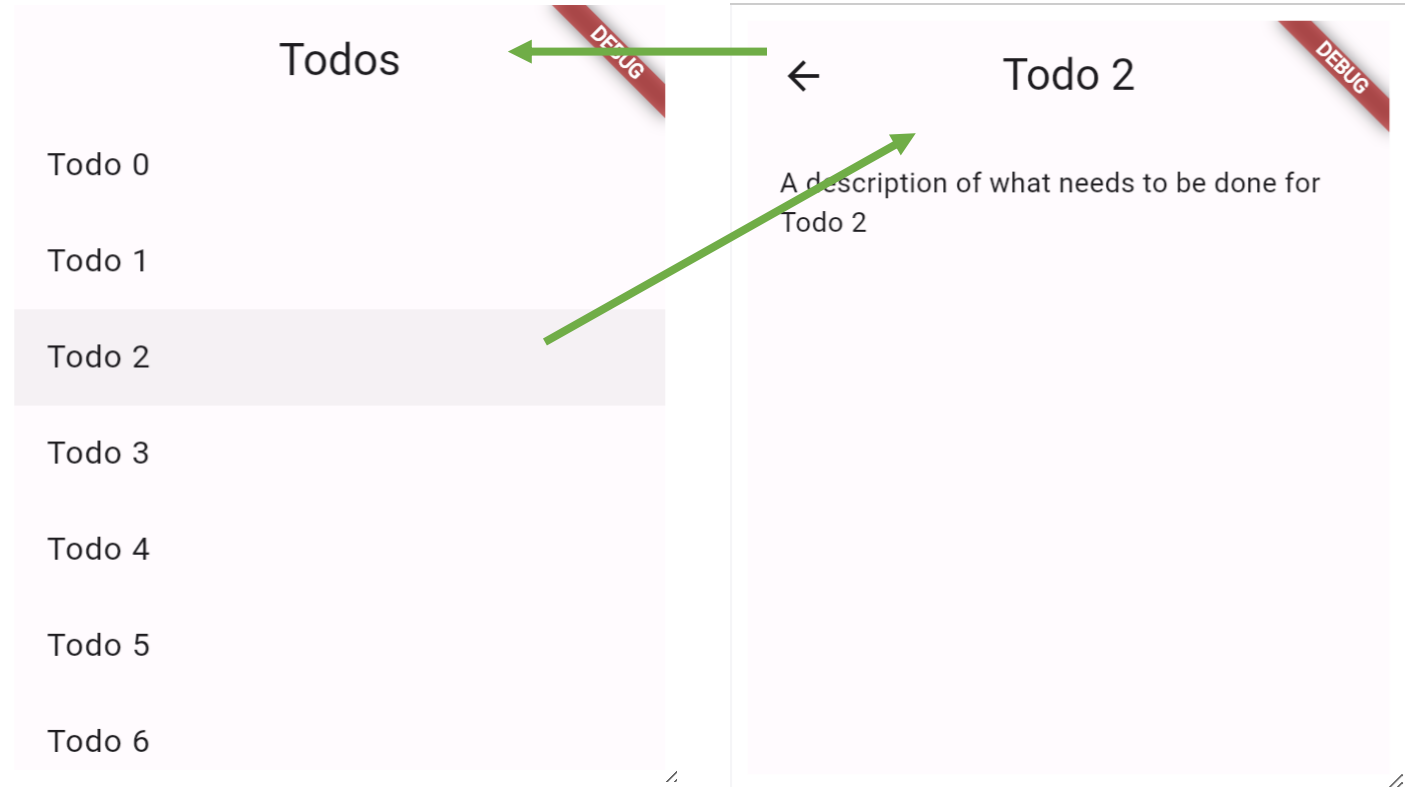 Todos
DEBUG
Todo 0
Todo 1
Todo 2
Todo 3
Todo 4
Todo 5
Todo 6
Todo 2
DEBUG
A description of what needs to be done for
Todo 2